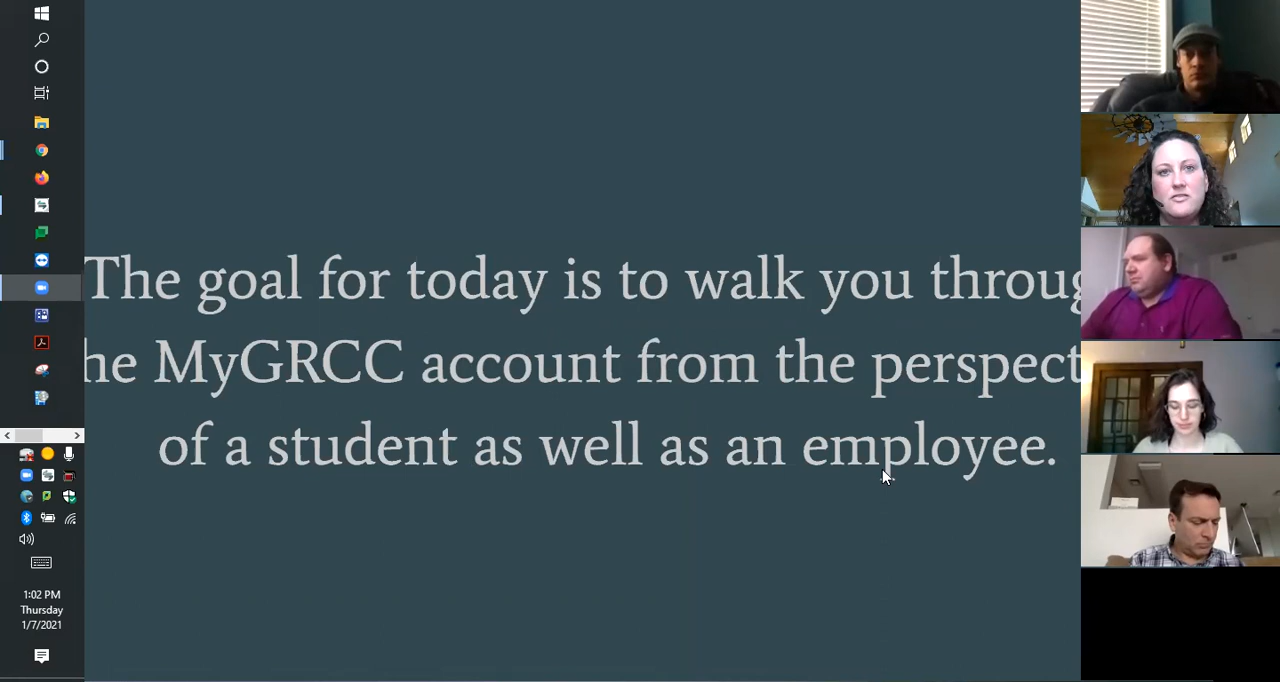 The goal for today is to walk you throug
he MyGRCC account from the perspect
of a student as well as an employee.
1:02 PM
Thursday
1/7/2021